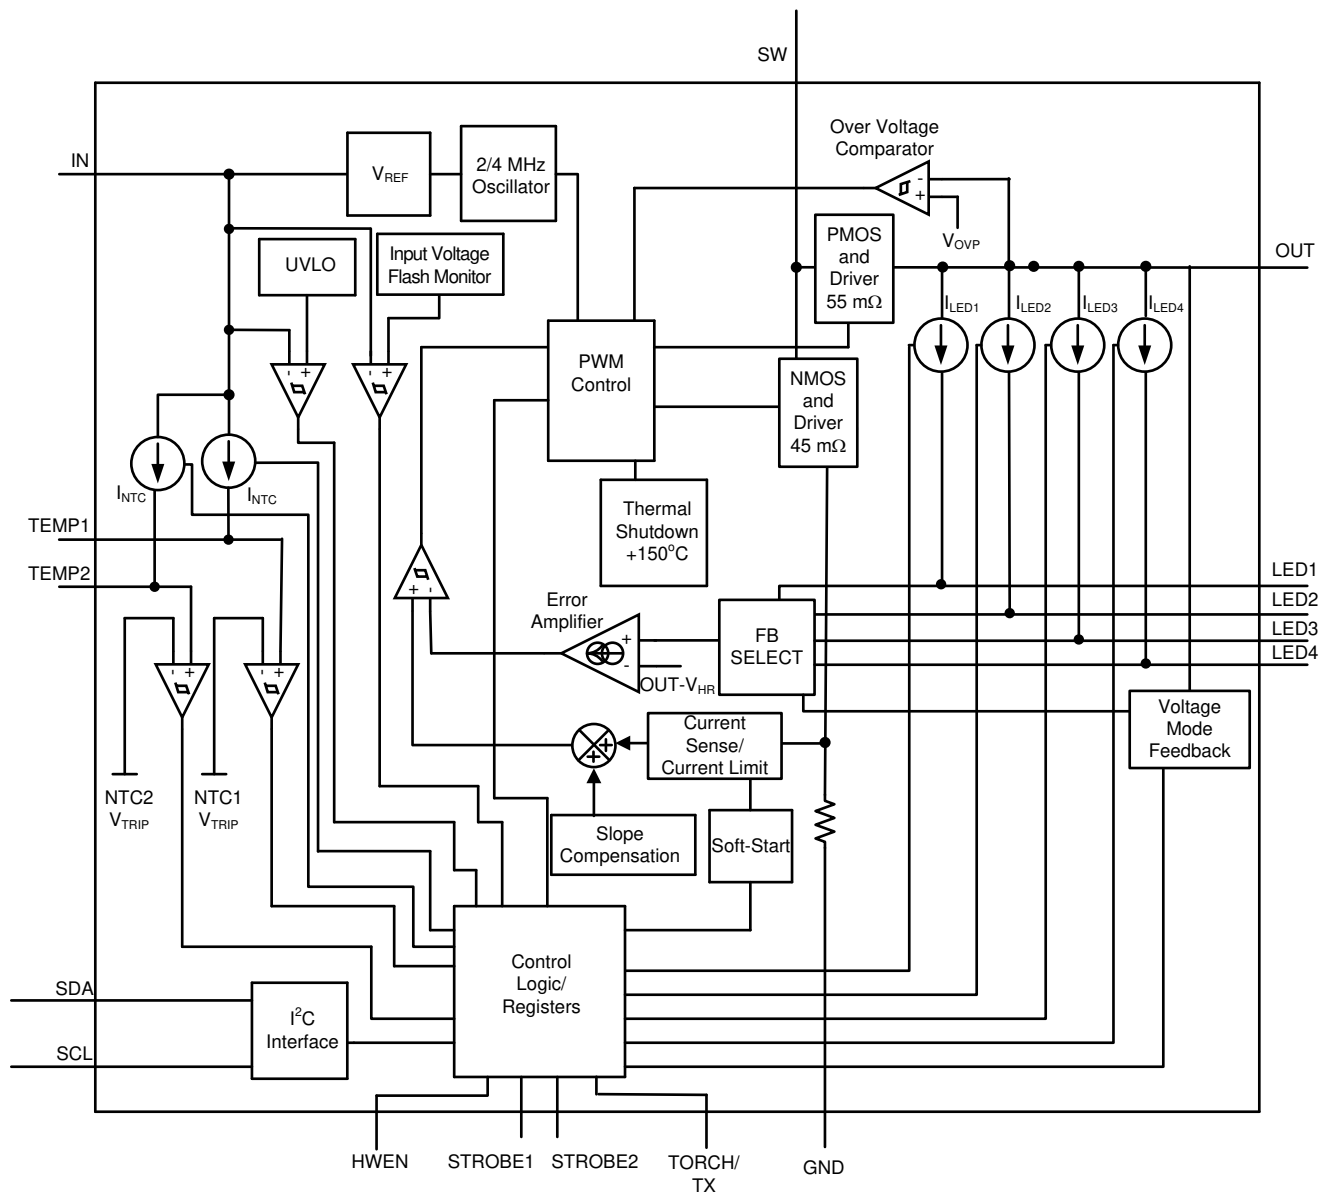 SW
Over Voltage
Comparator
IN
VREF
2/4 MHz
Oscillator
-
+
VOVP
PMOS
and
Driver
55 mΩ
OUT
UVLO
Input Voltage
Flash Monitor
ILED1
ILED2
ILED3
ILED4
PWM
Control
- +
- +
NMOS
and
Driver
45 mΩ
INTC
INTC
Thermal
Shutdown
+150°C
TEMP1
TEMP2
+ -
Error
Amplifier
+
-
OUT-VHR
FB
SELECT
LED1
LED2
LED3
LED4
- +
- +
Voltage
Mode
Feedback
Current
Sense/
Current Limit
+
+
NTC2
VTRIP
NTC1
VTRIP
Slope
Compensation
Soft-Start
Control
Logic/
Registers
SDA
I2C
Interface
SCL
HWEN
STROBE1
STROBE2
TORCH/
TX
GND